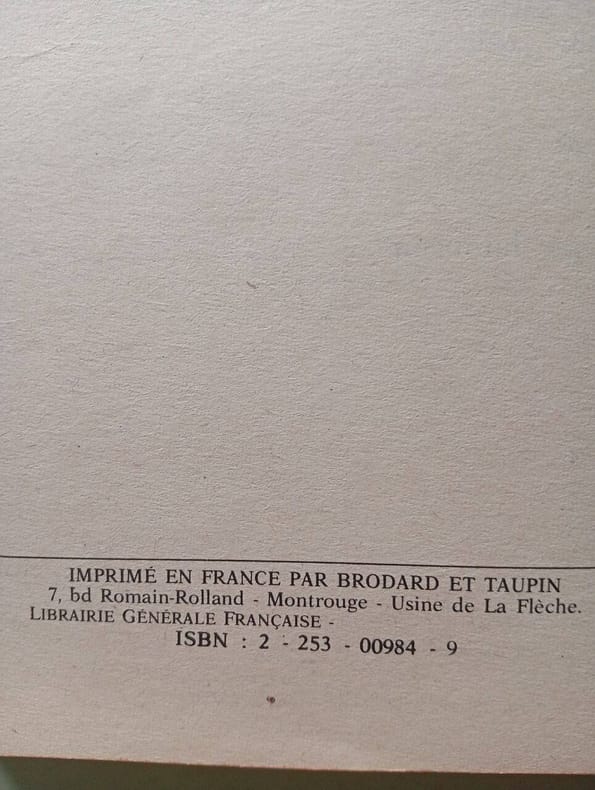 IMPRIMÉ EN FRANCE PAR BRODARD ET TAUPIN
7, bd Romain-Rolland - Montrouge - Usine de La Flèche.
LIBRAIRIE GÉNÉRALE FRANÇAISE -
ISBN : 2 - 253 - 00984 - 9